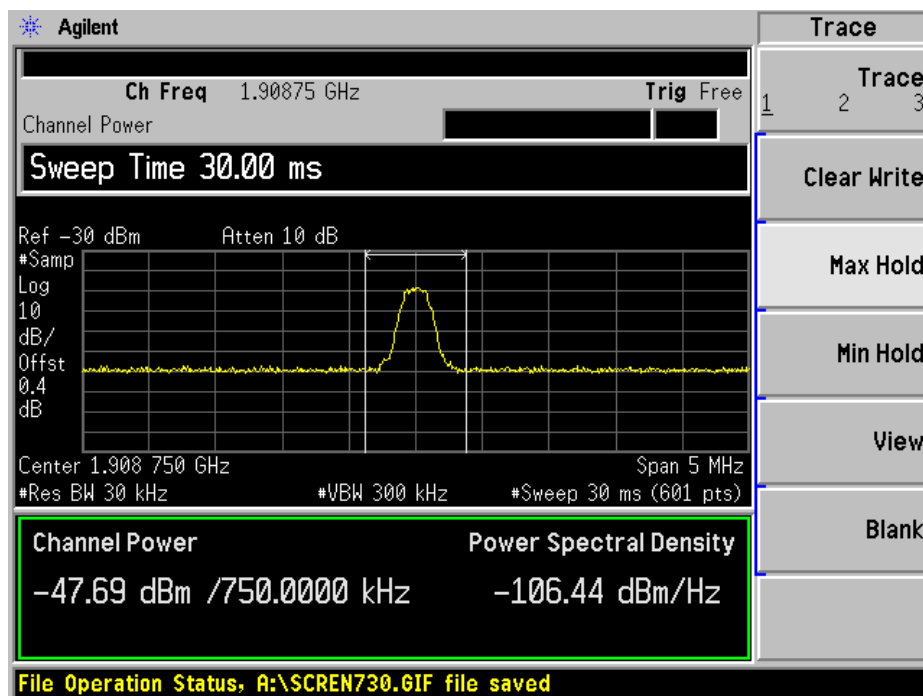 Agilent
Trace
Ch Freq 1.90875 GHz Trig Free
Channel Power
Sweep Time 30.00 ms
Ref -30 dBm Atten 10 dB
#Samp
Log
10
dB/
Offst
0.4
dB
Center 1.908 750 GHz Span 5 MHz
#Res BW 30 kHz #VBW 300 kHz #Sweep 30 ms (601 pts)
Channel Power Power Spectral Density
-47.69 dBm /750.0000 kHz -106.44 dBm/Hz
File Operation Status, A:\SCREN730.GIF file saved
Trace
1 2 3
Clear Write
Max Hold
Min Hold
View
Blank